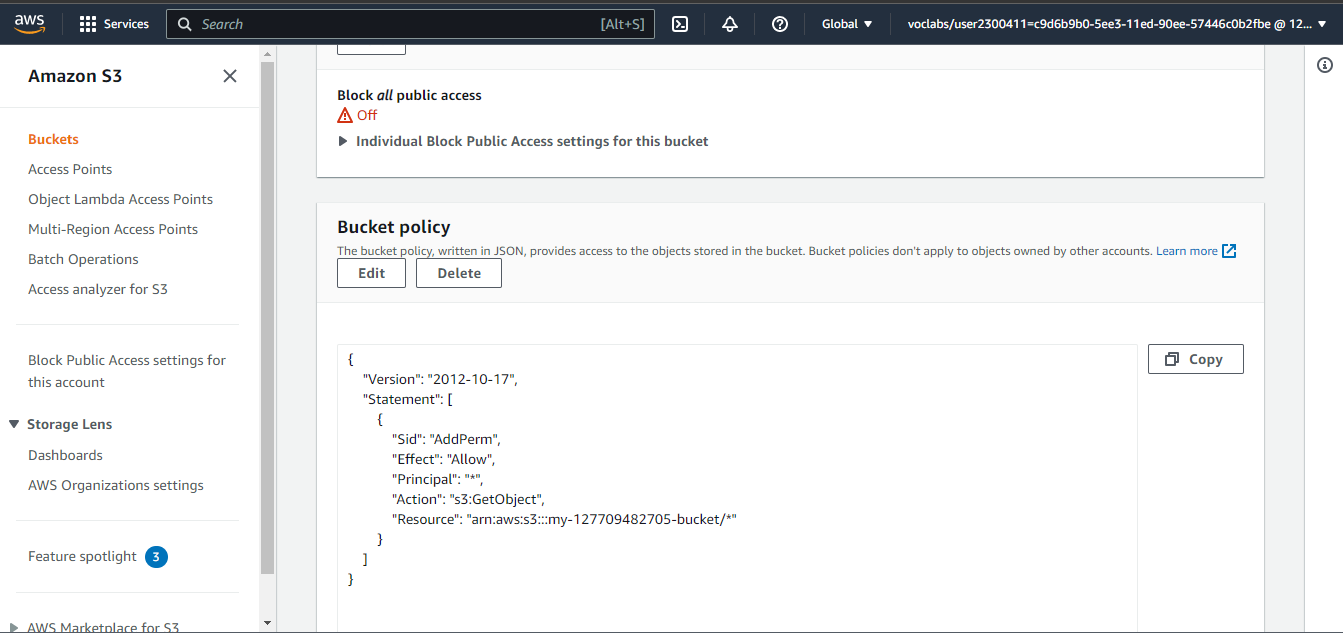 aws
Services
Search
[Alt+S]
Global
voclabs/user2300411=c9d6b9b0-5ee3-11ed-90ee-57446c0b2fbe @ 12...
Amazon S3
Buckets
Access Points
Object Lambda Access Points
Multi-Region Access Points
Batch Operations
Access analyzer for S3
Block Public Access settings for
this account
Storage Lens
Dashboards
AWS Organizations settings
Feature spotlight 3
AWS Marketplace for S3
Block all public access
Off
Individual Block Public Access settings for this bucket
Bucket policy
The bucket policy, written in JSON, provides access to the objects stored in the bucket. Bucket policies don't apply to objects owned by other accounts. Learn more
Edit
Delete
Copy
{
"Version": "2012-10-17",
"Statement": [
{
"Sid": "AddPerm",
"Effect": "Allow",
"Principal": "*",
"Action": "s3:GetObject",
"Resource": "arn:aws:s3:::my-127709482705-bucket/*"
}
]
}